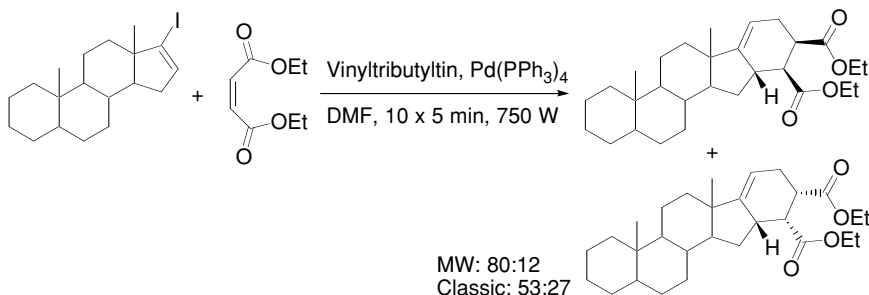 I
O
OEt
OEt
O
+
Vinyltributyltin, Pd(PPh3)4
DMF, 10 x 5 min, 750 W
O
OEt
OEt
H
O
+
O
OEt
OEt
H
O
MW: 80:12
Classic: 53:27